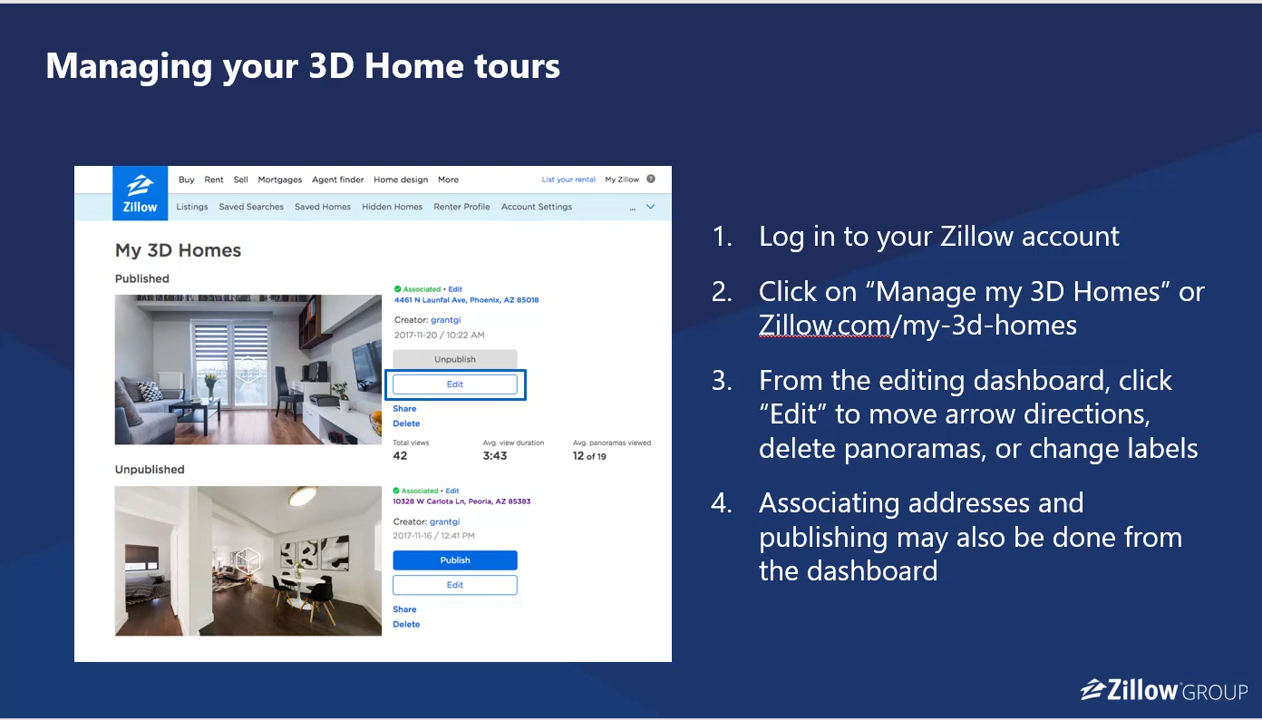 Managing your 3D Home tours
Zillow
Buy Rent Sell Mortgages Agent finder Home design More List your rental My Zillow ?
Listings Saved Searches Saved Homes Hidden Homes Renter Profile Account Settings ...
My 3D Homes
Published
Associated • Edit
4461 N Launfal Ave, Phoenix, AZ 85018
Creator: grantgi
2017-11-20 / 10:22 AM
Unpublish
Edit
Share
Delete
Total views Avg. view duration Avg. panoramas viewed
42 3:43 12 of 19
Unpublished
Associated • Edit
10328 W Carlota Ln, Peoria, AZ 85383
Creator: grantgi
2017-11-16 / 12:41 PM
Publish
Edit
Share
Delete
1. Log in to your Zillow account
2. Click on “Manage my 3D Homes” or
Zillow.com/my-3d-homes
3. From the editing dashboard, click
“Edit” to move arrow directions,
delete panoramas, or change labels
4. Associating addresses and
publishing may also be done from
the dashboard
Zillow GROUP